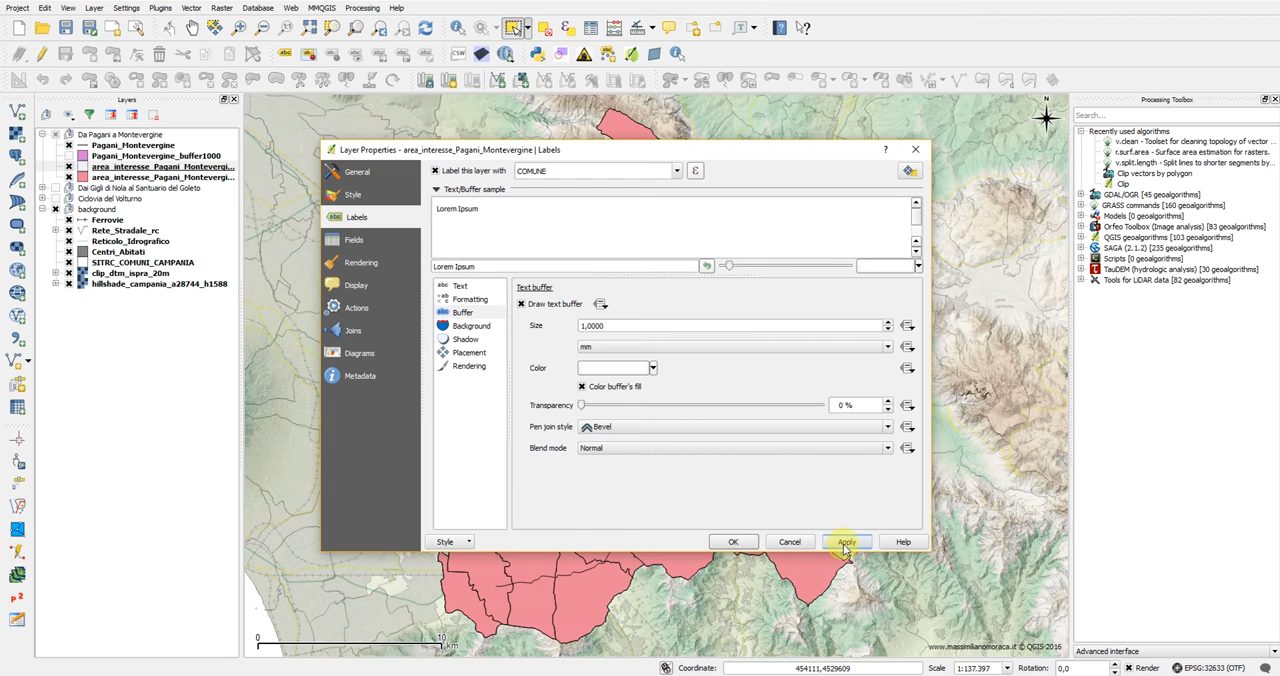 Project Edit View Layer Settings Plugins Vector Raster Database Web MMQGIS Processing Help
Layers
Da Pagani a Montevergine
Pagani_Montevergine
Pagani_Montevergine_buffer1000
area_interesse_Pagani_Montevergi...
area_interesse_Pagani_Montevergi...
Dai Gigli di Nola al Santuario del Goleto
Ciclovia del Volturno
background
Ferrovie
Rete_Stradale_rc
Reticolo_Idrografico
Centri_Abitati
SITRC_COMUNI_CAMPANIA
clip_dtm_ispra_20m
hillshade_campania_a28744_h1588
Layer Properties - area_interesse_Pagani_Montevergine | Labels
?
General
Style
Labels
Fields
Rendering
Display
Actions
Joins
Diagrams
Metadata
Label this layer with COMUNE
Text/Buffer sample
Lorem Ipsum
Lorem Ipsum
Text
Formatting
Buffer
Background
Shadow
Placement
Rendering
Text buffer
Draw text buffer
Size 1,0000
mm
Color
Color buffer's fill
Transparency 0 %
Pen join style Bevel
Blend mode Normal
Style OK Cancel Apply Help
N
0 10
km
www.massimilianomoraca.it © QGIS 2016
Processing Toolbox
Search...
Recently used algorithms
v.clean - Toolset for cleaning topology of vector ...
r.surf.area - Surface area estimation for rasters.
v.split.length - Split lines to shorter segments by...
Clip vectors by polygon
Clip
GDAL/OGR [45 geoalgorithms]
GRASS commands [160 geoalgorithms]
Models [0 geoalgorithms]
Orfeo Toolbox (Image analysis) [83 geoalgorithms]
QGIS geoalgorithms [103 geoalgorithms]
SAGA (2.1.2) [235 geoalgorithms]
Scripts [0 geoalgorithms]
TauDEM (hydrologic analysis) [30 geoalgorithms]
Tools for LiDAR data [82 geoalgorithms]
Advanced interface
Coordinate: 454111,4529609 Scale 1:137.397 Rotation: 0,0 Render EPSG:32633 (OTF)